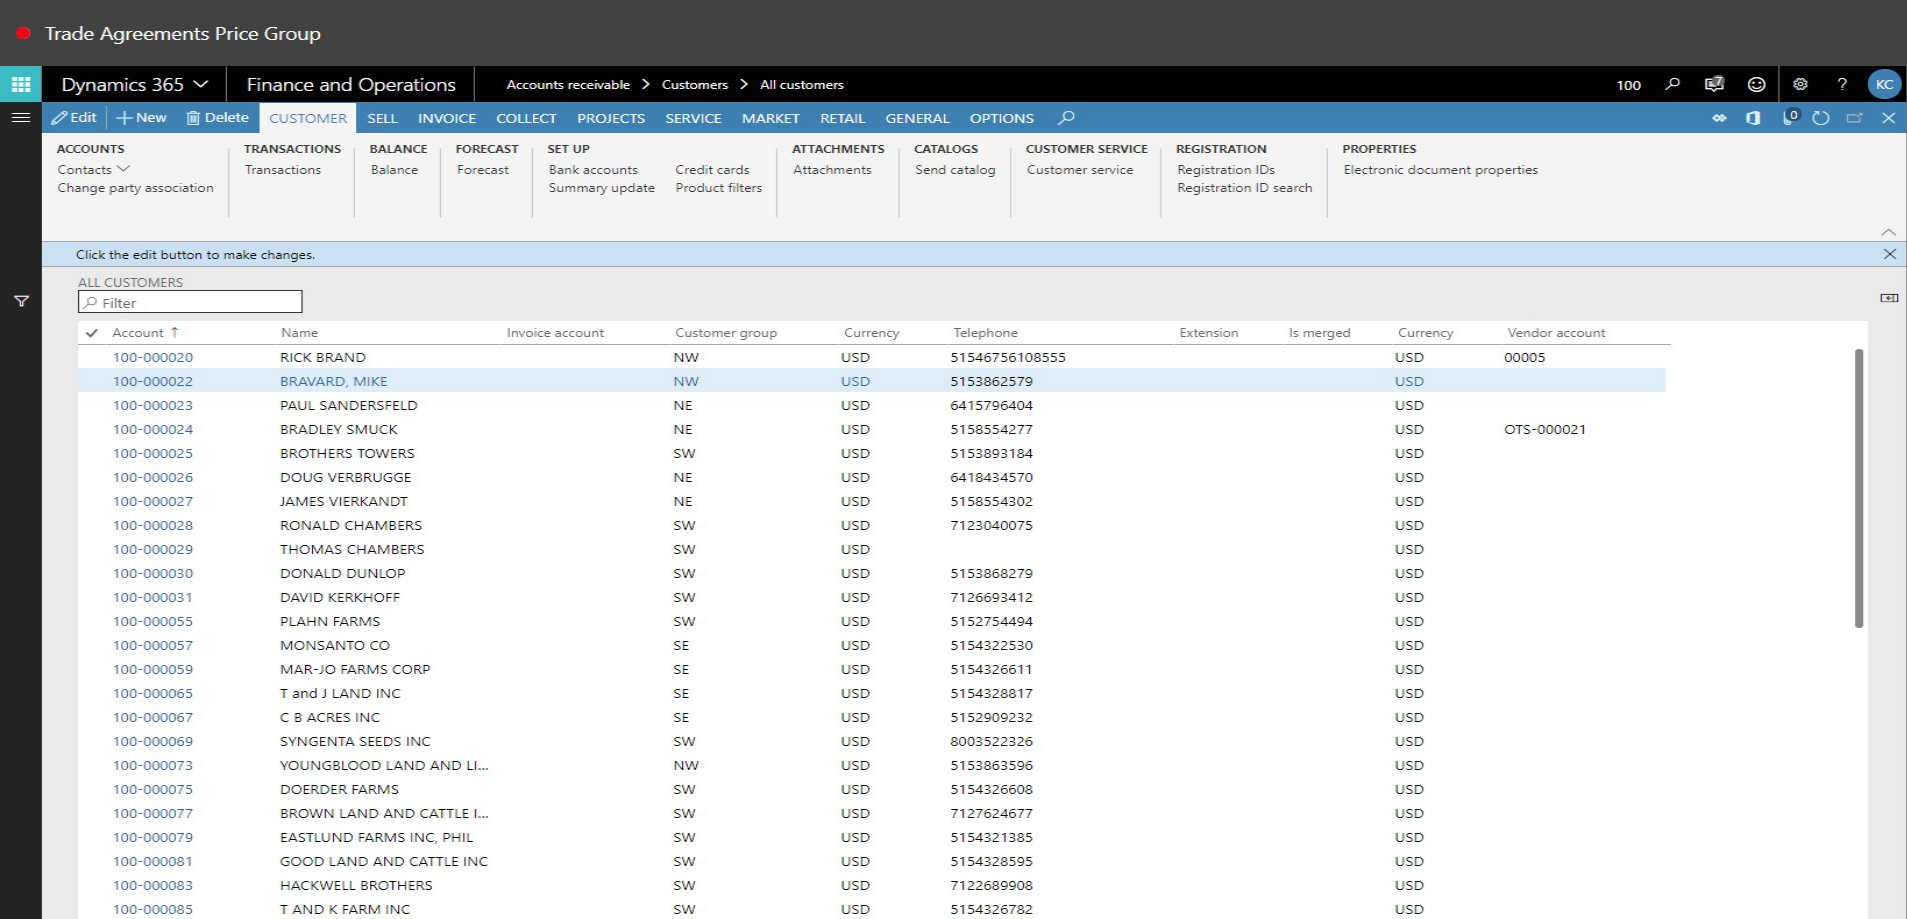 Trade Agreements Price Group
Dynamics 365 Finance and Operations Accounts receivable > Customers > All customers 100 7 ? KC
Edit New Delete CUSTOMER SELL INVOICE COLLECT PROJECTS SERVICE MARKET RETAIL GENERAL OPTIONS 0
ACCOUNTS TRANSACTIONS BALANCE FORECAST SET UP ATTACHMENTS CATALOGS CUSTOMER SERVICE REGISTRATION PROPERTIES
Contacts Transactions Balance Forecast Bank accounts Credit cards Attachments Send catalog Customer service Registration IDs Electronic document properties
Change party association Summary update Product filters Registration ID search
Click the edit button to make changes.
ALL CUSTOMERS
Filter
Account ↑ Name Invoice account Customer group Currency Telephone Extension Is merged Currency Vendor account
100-000020 RICK BRAND NW USD 51546756108555 USD 00005
100-000022 BRAVARD, MIKE NW USD 5153862579 USD
100-000023 PAUL SANDERSFELD NE USD 6415796404 USD
100-000024 BRADLEY SMUCK NE USD 5158554277 USD OTS-000021
100-000025 BROTHERS TOWERS SW USD 5153893184 USD
100-000026 DOUG VERBRUGGE NE USD 6418434570 USD
100-000027 JAMES VIERKANDT NE USD 5158554302 USD
100-000028 RONALD CHAMBERS SW USD 7123040075 USD
100-000029 THOMAS CHAMBERS SW USD USD
100-000030 DONALD DUNLOP SW USD 5153868279 USD
100-000031 DAVID KERKHOFF SW USD 7126693412 USD
100-000055 PLAHN FARMS SW USD 5152754494 USD
100-000057 MONSANTO CO SE USD 5154322530 USD
100-000059 MAR-JO FARMS CORP SE USD 5154326611 USD
100-000065 T and J LAND INC SE USD 5154328817 USD
100-000067 C B ACRES INC SE USD 5152909232 USD
100-000069 SYNGENTA SEEDS INC SW USD 8003522326 USD
100-000073 YOUNGBLOOD LAND AND LI... NW USD 5153863596 USD
100-000075 DOERDER FARMS SW USD 5154326608 USD
100-000077 BROWN LAND AND CATTLE I... SW USD 7127624677 USD
100-000079 EASTLUND FARMS INC, PHIL SW USD 5154321385 USD
100-000081 GOOD LAND AND CATTLE INC SW USD 5154328595 USD
100-000083 HACKWELL BROTHERS SW USD 7122689908 USD
100-000085 T AND K FARM INC SW USD 5154326782 USD